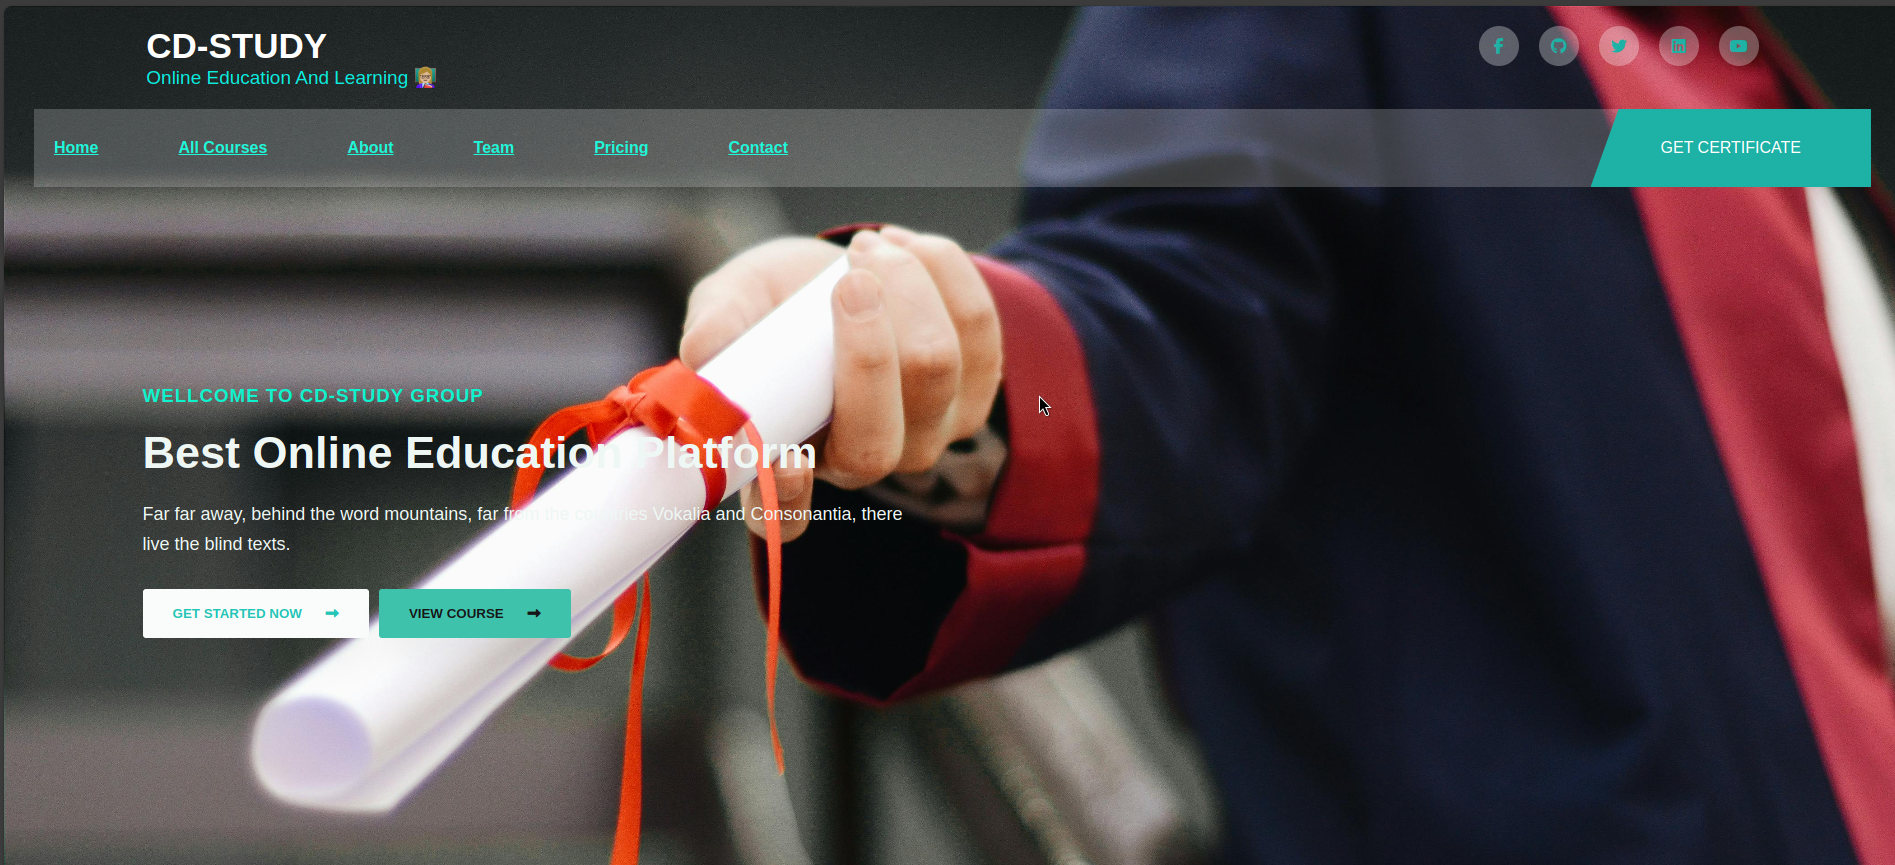 CD-STUDY
Online Education And Learning 👩🏼‍🏫
Home All Courses About Team Pricing Contact GET CERTIFICATE
WELLCOME TO CD-STUDY GROUP
Best Online Education Platform
Far far away, behind the word mountains, far from the countries Vokalia and Consonantia, there
live the blind texts.
GET STARTED NOW VIEW COURSE